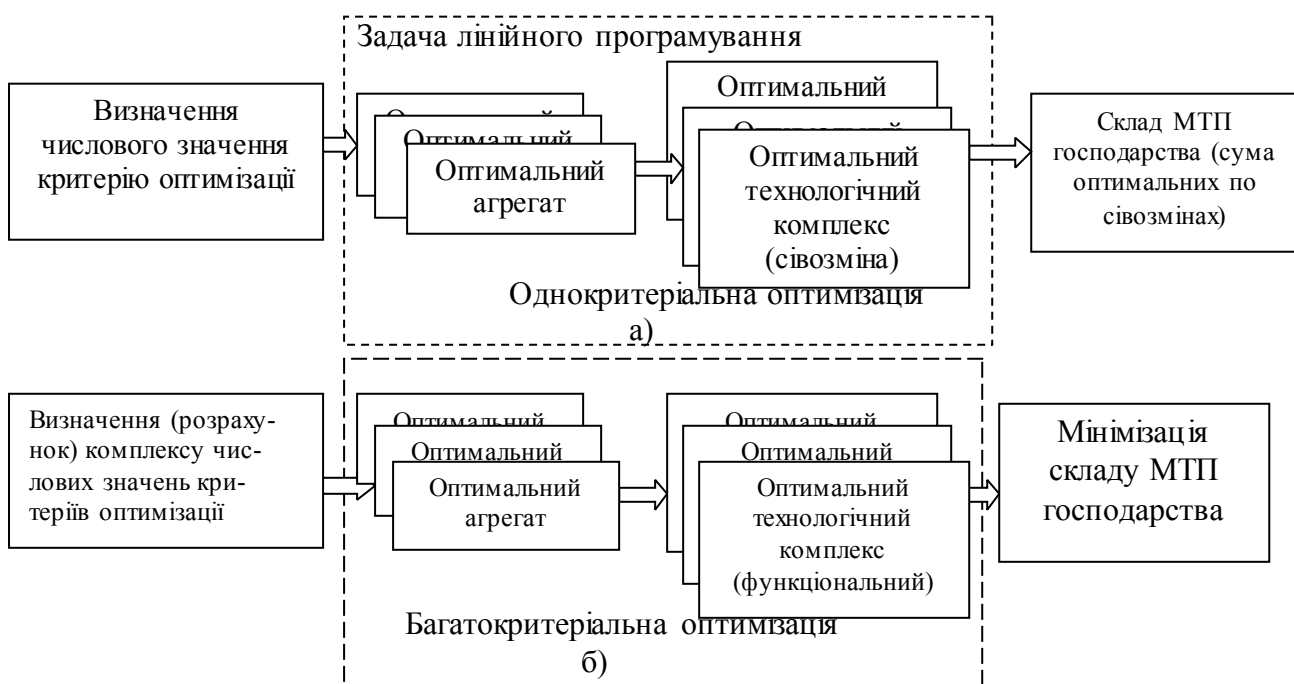 Задача лінійного програмування
Визначення
числового значення
критерію оптимізації
Оптимальний
Оптимальний
агрегат
Оптимальний
Оптимальний
технологічний
комплекс
(сівозміна)
Склад МТП
господарства (сума
оптимальних по
сівозмінах)
Однокритеріальна оптимізація
а)
Визначення (розраху-
нок) комплексу чис-
лових значень кри-
теріїв оптимізації
Оптимальний
Оптимальний
Оптимальний
агрегат
Оптимальний
Оптимальний
Оптимальний
технологічний
комплекс
(функціональний)
Мінімізація
складу МТП
господарства
Багатокритеріальна оптимізація
б)